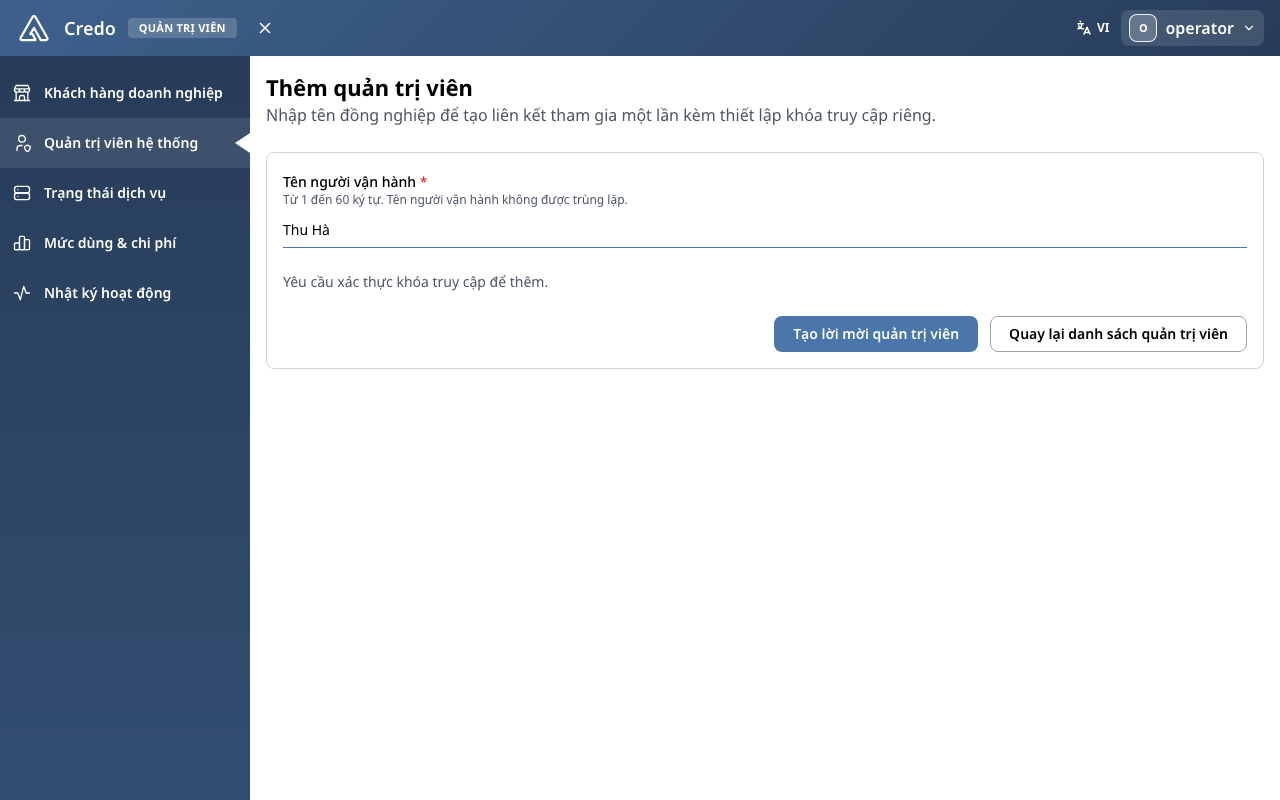 Credo
QUẢN TRỊ VIÊN
VI
O
operator
Khách hàng doanh nghiệp
Quản trị viên hệ thống
Trạng thái dịch vụ
Mức dùng & chi phí
Nhật ký hoạt động
Thêm quản trị viên
Nhập tên đồng nghiệp để tạo liên kết tham gia một lần kèm thiết lập khóa truy cập riêng.
Tên người vận hành *
Từ 1 đến 60 ký tự. Tên người vận hành không được trùng lặp.
Thu Hà
Yêu cầu xác thực khóa truy cập để thêm.
Tạo lời mời quản trị viên
Quay lại danh sách quản trị viên